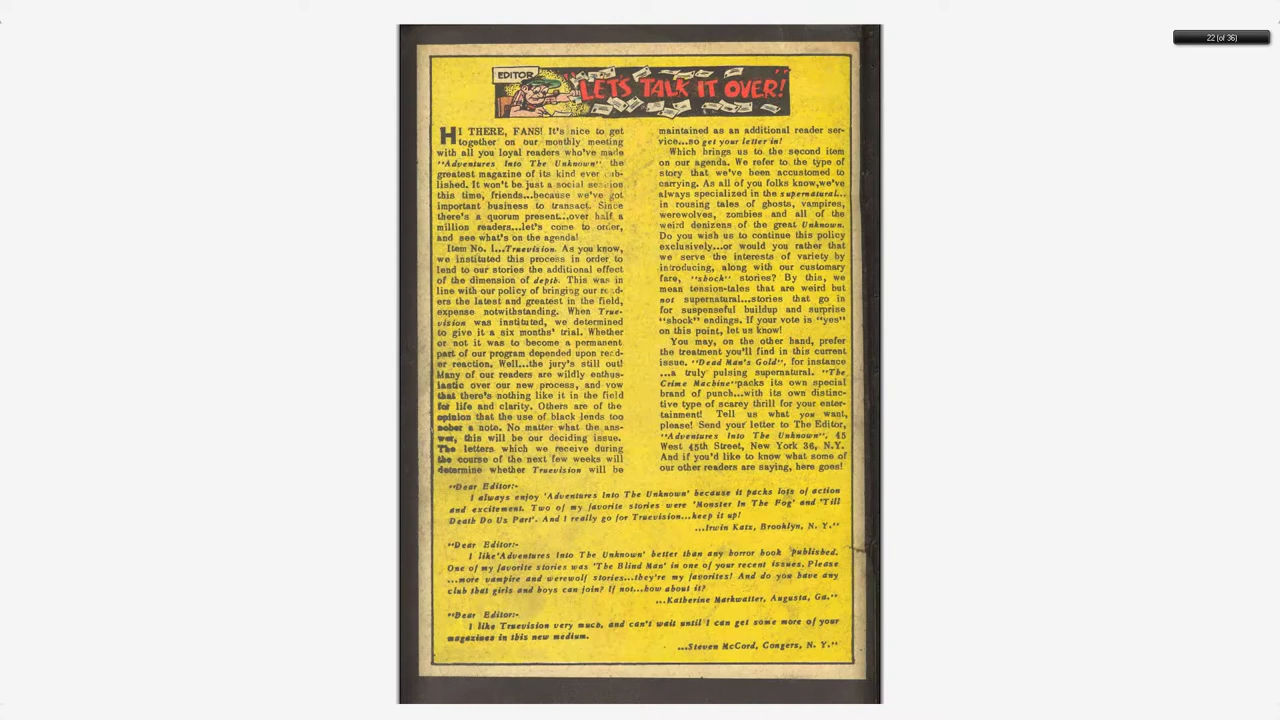 22 (of 36)
EDITOR
"LET'S TALK IT OVER!"
HI THERE, FANS! It's nice to get
together on our monthly meeting
with all you loyal readers who've made
"Adventures Into The Unknown" the
greatest magazine of its kind ever pub-
lished. It won't be just a social session
this time, friends...because we've got
important business to transact. Since
there's a quorum present...over half a
million readers...let's come to order,
and see what's on the agenda!
Item No. 1...Truevision. As you know,
we instituted this process in order to
lend to our stories the additional effect
of the dimension of depth. This was in
line with our policy of bringing our read-
ers the latest and greatest in the field,
expense notwithstanding. When True-
vision was instituted, we determined
to give it a six months' trial. Whether
or not it was to become a permanent
part of our program depended upon read-
er reaction. Well...the jury's still out!
Many of our readers are wildly enthus-
iastic over our new process, and vow
that there's nothing like it in the field
for life and clarity. Others are of the
opinion that the use of black lends too
sober a note. No matter what the ans-
wer, this will be our deciding issue.
The letters which we receive during
the course of the next few weeks will
determine whether Truevision will be
maintained as an additional reader ser-
vice...so get your letter in!
Which brings us to the second item
on our agenda. We refer to the type of
story that we've been accustomed to
carrying. As all of you folks know,we've
always specialized in the supernatural...
in rousing tales of ghosts, vampires,
werewolves, zombies and all of the
weird denizens of the great Unknown.
Do you wish us to continue this policy
exclusively...or would you rather that
we serve the interests of variety by
introducing, along with our customary
fare, "shock" stories? By this, we
mean tension-tales that are weird but
not supernatural...stories that go in
for suspenseful buildup and surprise
"shock" endings. If your vote is "yes"
on this point, let us know!
You may, on the other hand, prefer
the treatment you'll find in this current
issue. "Dead Man's Gold", for instance
...a truly pulsing supernatural. "The
Crime Machine"packs its own special
brand of punch...with its own distinc-
tive type of scarey thrill for your enter-
tainment! Tell us what you want,
please! Send your letter to The Editor,
"Adventures Into The Unknown", 45
West 45th Street, New York 36, N.Y.
And if you'd like to know what some of
our other readers are saying, here goes!
"Dear Editor:-
I always enjoy 'Adventures Into The Unknown' because it packs lots of action
and excitement. Two of my favorite stories were 'Monster In The Fog' and 'Till
Death Do Us Part'. And I really go for Truevision...keep it up!
...Irwin Katz, Brooklyn, N. Y."
"Dear Editor:-
I like'Adventures Into The Unknown' better than any horror book published.
One of my favorite stories was 'The Blind Man' in one of your recent issues. Please
...more vampire and werewolf stories...they're my favorites! And do you have any
club that girls and boys can join? If not...how about it?
...Katherine Markwatter, Augusta, Ga."
"Dear Editor:-
I like Truevision very much, and can't wait until I can get some more of your
magazines in this new medium.
...Steven McCord, Congers, N. Y."